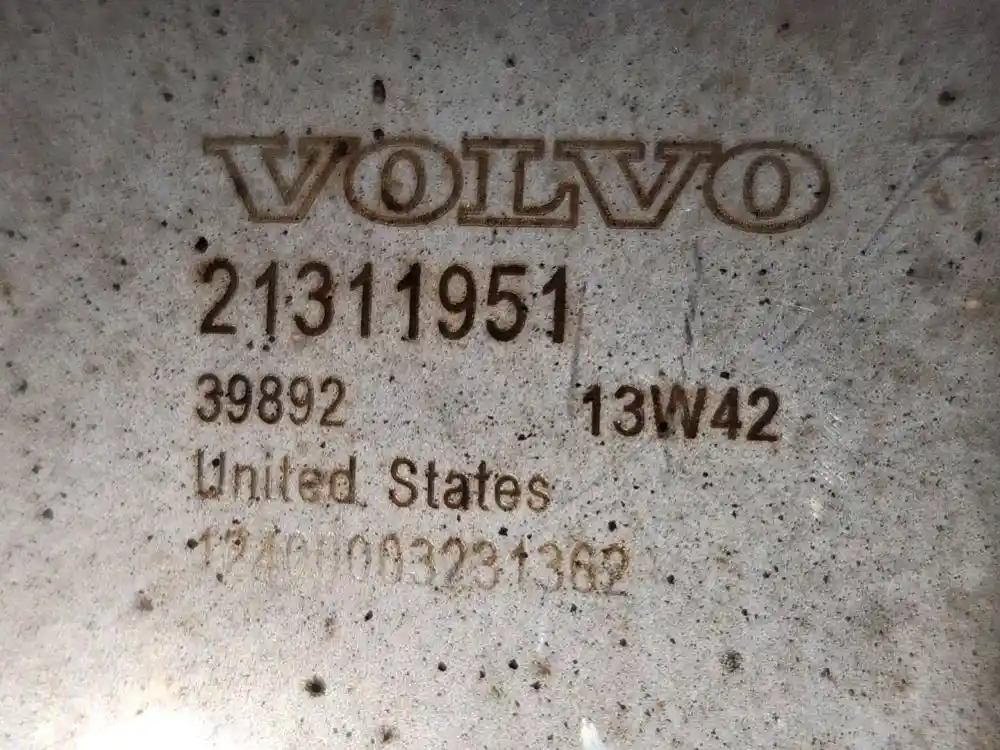 VOLVO
21311951
39892 13W42
United States